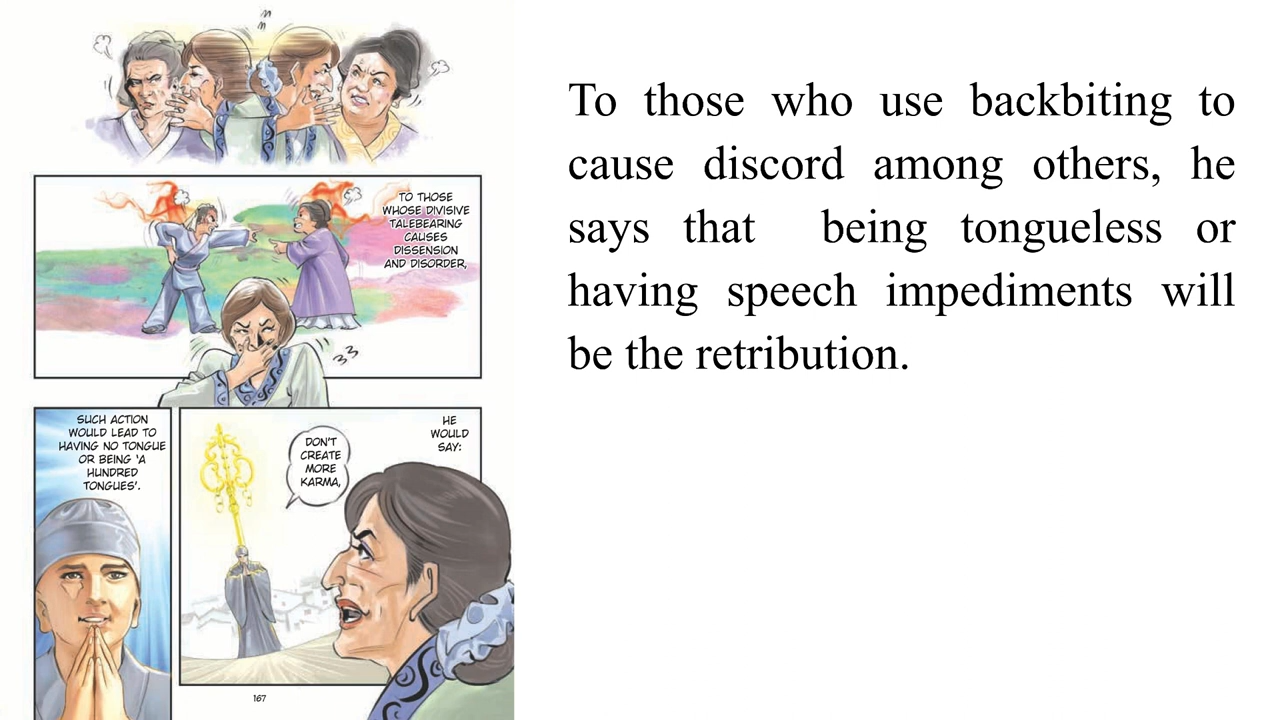 TO THOSE
WHOSE DIVISIVE
TALEBEARING
CAUSES
DISSENSION
AND DISORDER,
SUCH ACTION
WOULD LEAD TO
HAVING NO TONGUE
OR BEING ‘A
HUNDRED
TONGUES’.
HE
WOULD
SAY:
DON'T
CREATE
MORE
KARMA,
167
To those who use backbiting to
cause discord among others, he
says that being tongueless or
having speech impediments will
be the retribution.